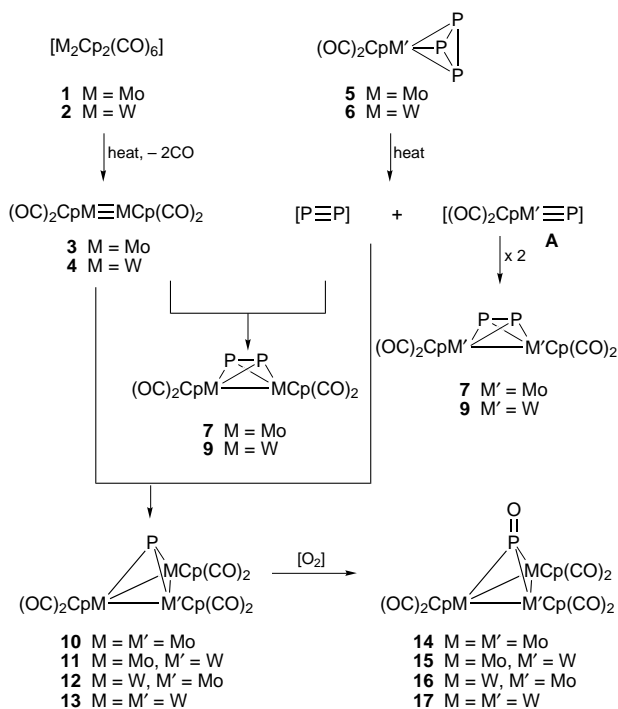 [M₂Cp₂(CO)₆]
1 M = Mo
2 M = W
heat, – 2CO
(OC)₂CpM≡MCp(CO)₂
3 M = Mo
4 M = W
(OC)₂CpM′
P
P
P
5 M = Mo
6 M = W
heat
[P≡P]
+
[(OC)₂CpM′≡P]
A
x 2
P–P
(OC)₂CpM
MCp(CO)₂
7 M = Mo
9 M = W
P–P
(OC)₂CpM′
M′Cp(CO)₂
7 M′ = Mo
9 M′ = W
P
MCp(CO)₂
(OC)₂CpM
M′Cp(CO)₂
10 M = M′ = Mo
11 M = Mo, M′ = W
12 M = W, M′ = Mo
13 M = M′ = W
[O₂]
O
P
MCp(CO)₂
(OC)₂CpM
M′Cp(CO)₂
14 M = M′ = Mo
15 M = Mo, M′ = W
16 M = W, M′ = Mo
17 M = M′ = W